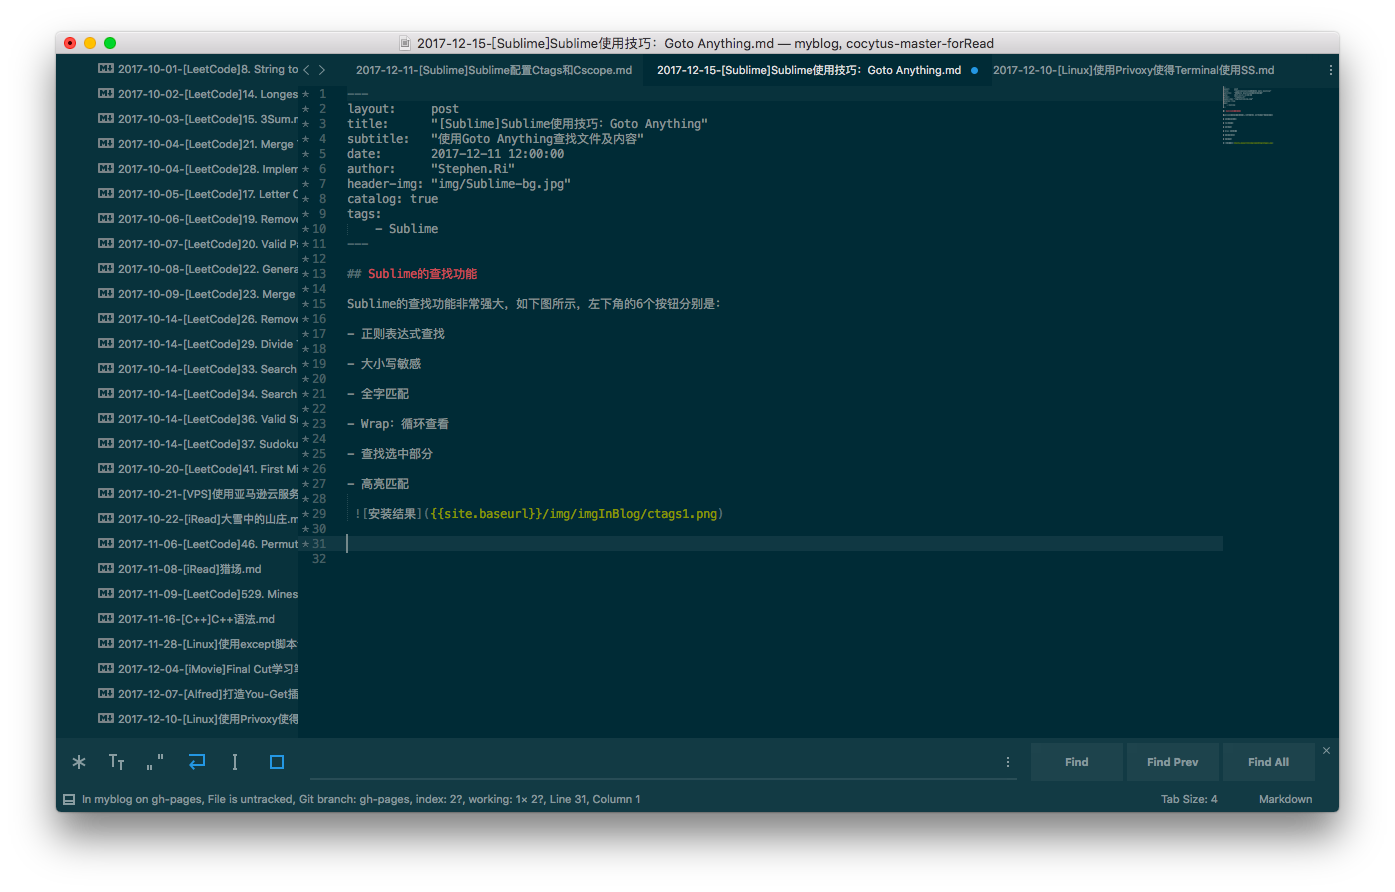 2017-12-15-[Sublime]Sublime使用技巧：Goto Anything.md — myblog, cocytus-master-forRead
2017-12-11-[Sublime]Sublime配置Ctags和Cscope.md
2017-12-15-[Sublime]Sublime使用技巧：Goto Anything.md
2017-12-10-[Linux]使用Privoxy使得Terminal使用SS.md
2017-10-01-[LeetCode]8. String to
2017-10-02-[LeetCode]14. Longes
2017-10-03-[LeetCode]15. 3Sum.r
2017-10-04-[LeetCode]21. Merge
2017-10-04-[LeetCode]28. Implem
2017-10-05-[LeetCode]17. Letter C
2017-10-06-[LeetCode]19. Remove
2017-10-07-[LeetCode]20. Valid Pa
2017-10-08-[LeetCode]22. Genera
2017-10-09-[LeetCode]23. Merge
2017-10-14-[LeetCode]26. Remove
2017-10-14-[LeetCode]29. Divide
2017-10-14-[LeetCode]33. Search
2017-10-14-[LeetCode]34. Search
2017-10-14-[LeetCode]36. Valid Su
2017-10-14-[LeetCode]37. Sudoku
2017-10-20-[LeetCode]41. First Mi
2017-10-21-[VPS]使用亚马逊云服务
2017-10-22-[iRead]大雪中的山庄.m
2017-11-06-[LeetCode]46. Permut
2017-11-08-[iRead]猎场.md
2017-11-09-[LeetCode]529. Mines
2017-11-16-[C++]C++语法.md
2017-11-28-[Linux]使用except脚本
2017-12-04-[iMovie]Final Cut学习
2017-12-07-[Alfred]打造You-Get插
2017-12-10-[Linux]使用Privoxy使得
* 1 ---
* 2 layout: post
* 3 title: "[Sublime]Sublime使用技巧：Goto Anything"
* 4 subtitle: "使用Goto Anything查找文件及内容"
* 5 date: 2017-12-11 12:00:00
* 6 author: "Stephen.Ri"
* 7 header-img: "img/Sublime-bg.jpg"
* 8 catalog: true
* 9 tags:
* 10 - Sublime
* 11 ---
* 12
* 13 ## Sublime的查找功能
* 14
* 15 Sublime的查找功能非常强大，如下图所示，左下角的6个按钮分别是：
* 16
* 17 - 正则表达式查找
* 18
* 19 - 大小写敏感
* 20
* 21 - 全字匹配
* 22
* 23 - Wrap：循环查看
* 24
* 25 - 查找选中部分
* 26
* 27 - 高亮匹配
* 28
* 29 ![安装结果]({{site.baseurl}}/img/imgInBlog/ctags1.png)
* 30
* 31
32
Find
Find Prev
Find All
In myblog on gh-pages, File is untracked, Git branch: gh-pages, index: 2?, working: 1× 2?, Line 31, Column 1
Tab Size: 4
Markdown